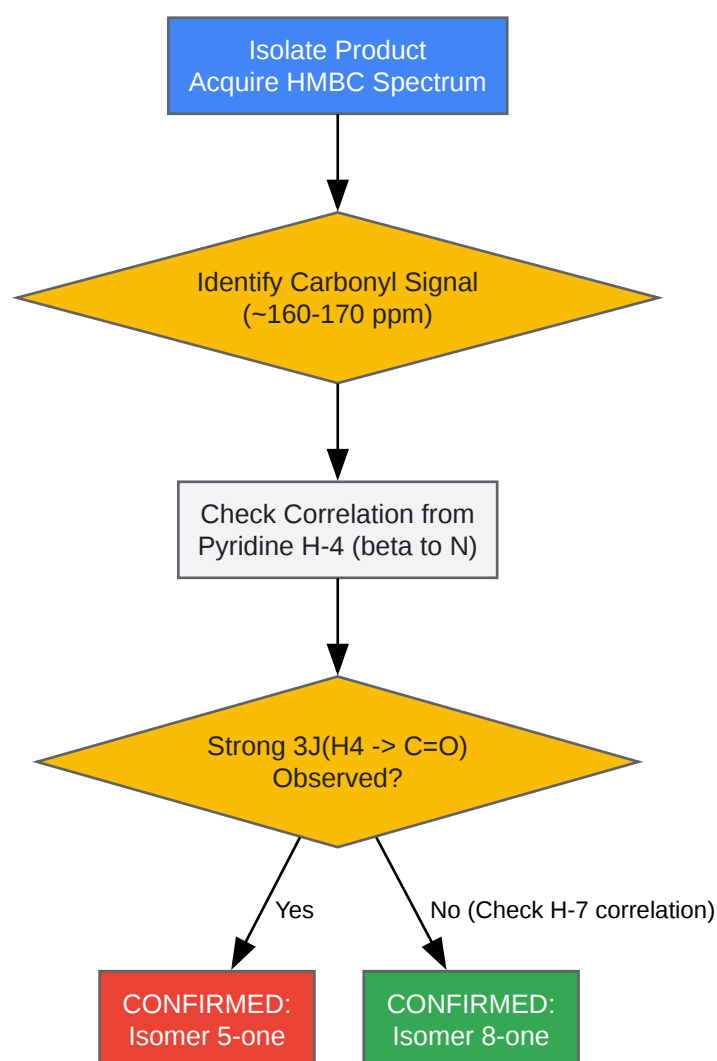 Isolate Product
Acquire HMBC Spectrum
Identify Carbonyl Signal
(~160-170 ppm)
Check Correlation from
Pyridine H-4 (beta to N)
Strong 3J(H4 -> C=O)
Observed?
Yes
No (Check H-7 correlation)
CONFIRMED:
Isomer 5-one
CONFIRMED:
Isomer 8-one